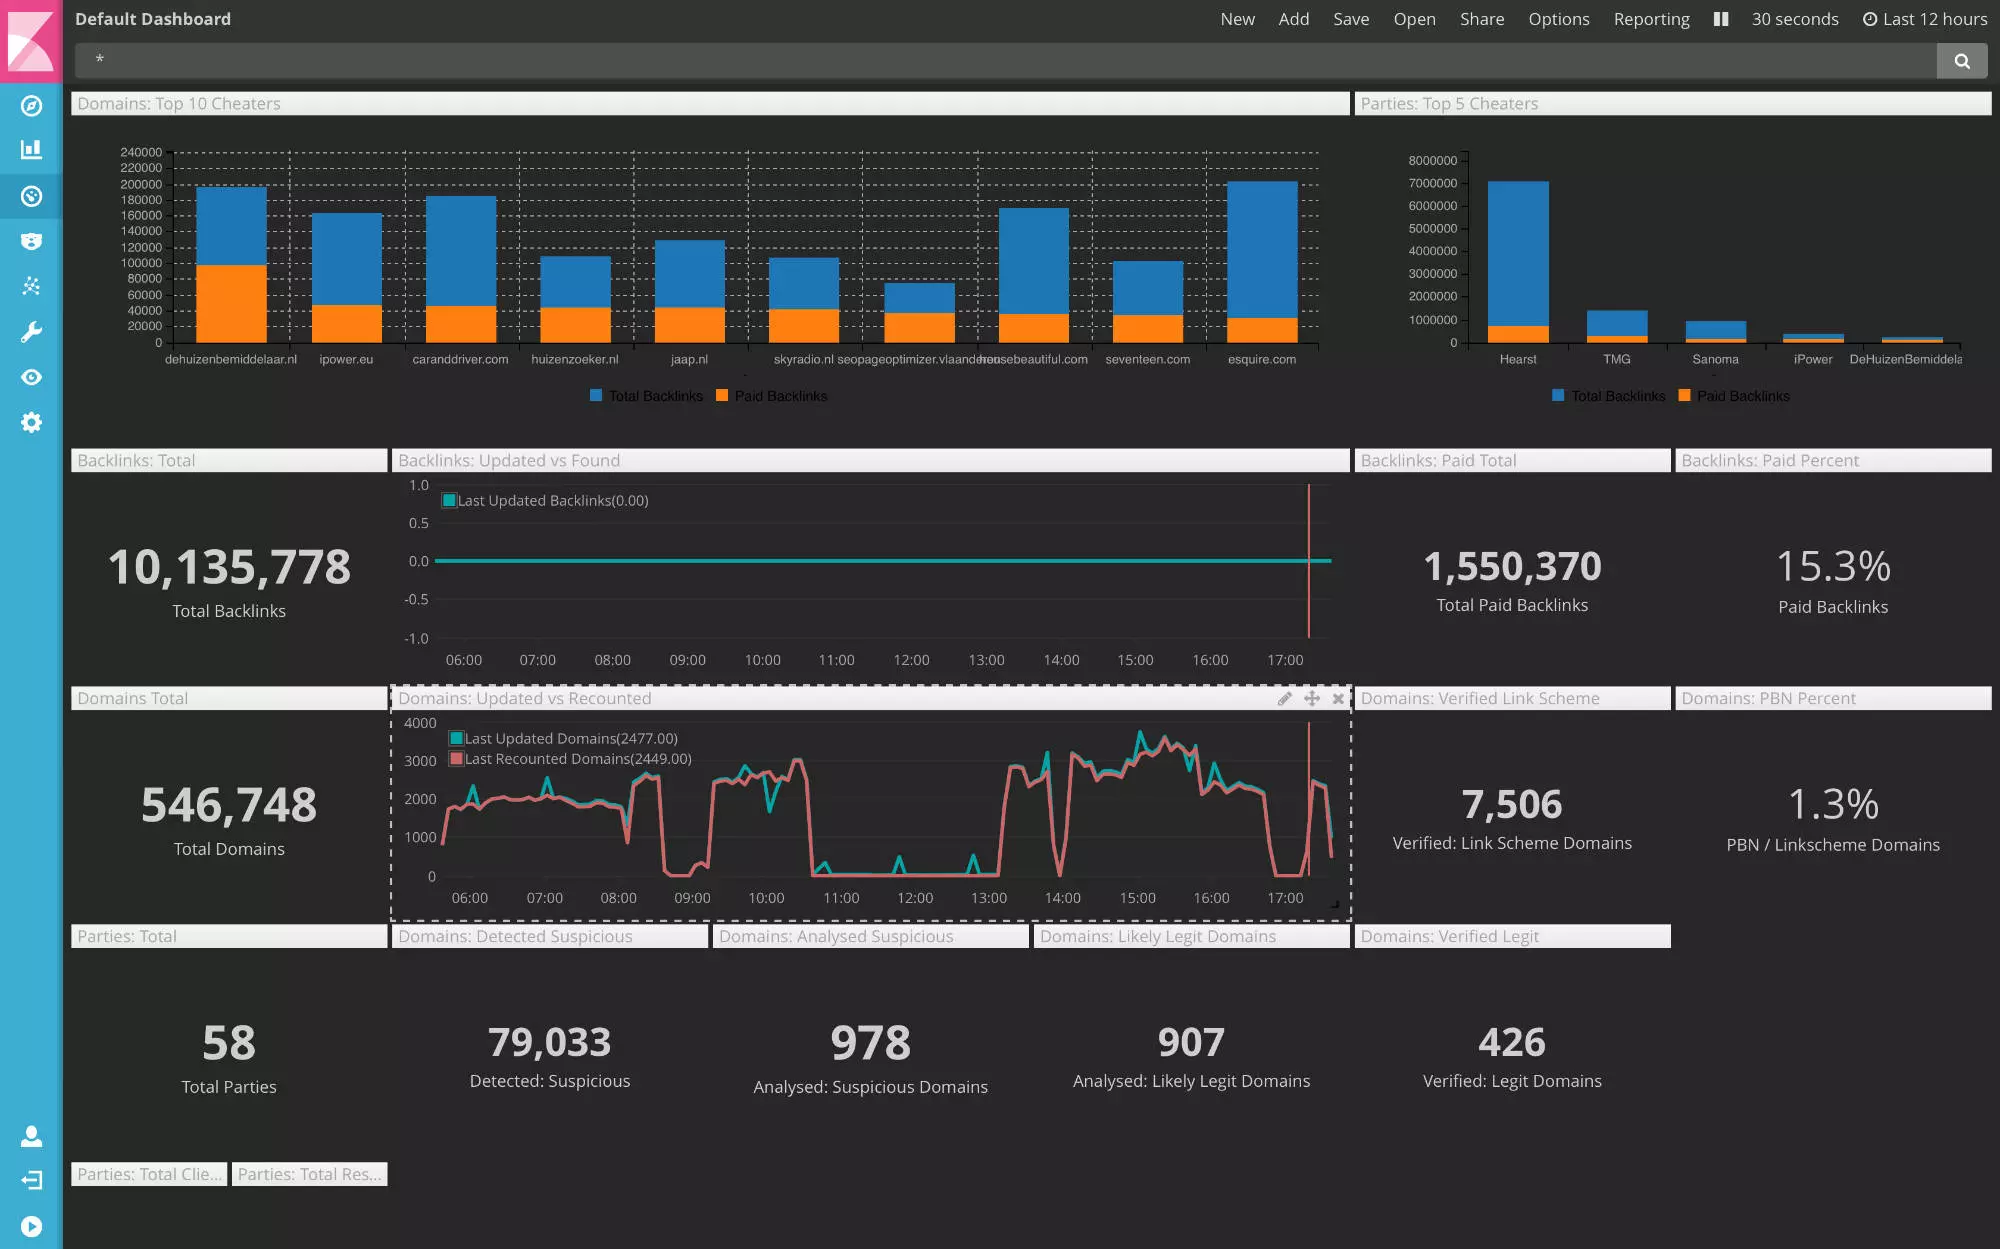 Default Dashboard
New Add Save Open Share Options Reporting 30 seconds Last 12 hours
*
Domains: Top 10 Cheaters
240000
220000
200000
180000
160000
140000
120000
100000
80000
60000
40000
20000
0
dehuizenbemiddelaar.nl ipower.eu caranddriver.com huizenzoeker.nl jaap.nl skyradio.nl seopageoptimizer.vlaanderen housebeautiful.com seventeen.com esquire.com
Total Backlinks Paid Backlinks
Parties: Top 5 Cheaters
8000000
7000000
6000000
5000000
4000000
3000000
2000000
1000000
0
Hearst TMG Sanoma iPower DeHuizenBemiddela
Total Backlinks Paid Backlinks
Backlinks: Total
10,135,778
Total Backlinks
Backlinks: Updated vs Found
Last Updated Backlinks(0.00)
1.0
0.5
0.0
-0.5
-1.0
06:00 07:00 08:00 09:00 10:00 11:00 12:00 13:00 14:00 15:00 16:00 17:00
Backlinks: Paid Total
1,550,370
Total Paid Backlinks
Backlinks: Paid Percent
15.3%
Paid Backlinks
Domains Total
546,748
Total Domains
Domains: Updated vs Recounted
Last Updated Domains(2477.00)
Last Recounted Domains(2449.00)
4000
3000
2000
1000
0
06:00 07:00 08:00 09:00 10:00 11:00 12:00 13:00 14:00 15:00 16:00 17:00
Domains: Verified Link Scheme
7,506
Verified: Link Scheme Domains
Domains: PBN Percent
1.3%
PBN / Linkscheme Domains
Parties: Total
58
Total Parties
Domains: Detected Suspicious
79,033
Detected: Suspicious
Domains: Analysed Suspicious
978
Analysed: Suspicious Domains
Domains: Likely Legit Domains
907
Analysed: Likely Legit Domains
Domains: Verified Legit
426
Verified: Legit Domains
Parties: Total Clie...
Parties: Total Res...